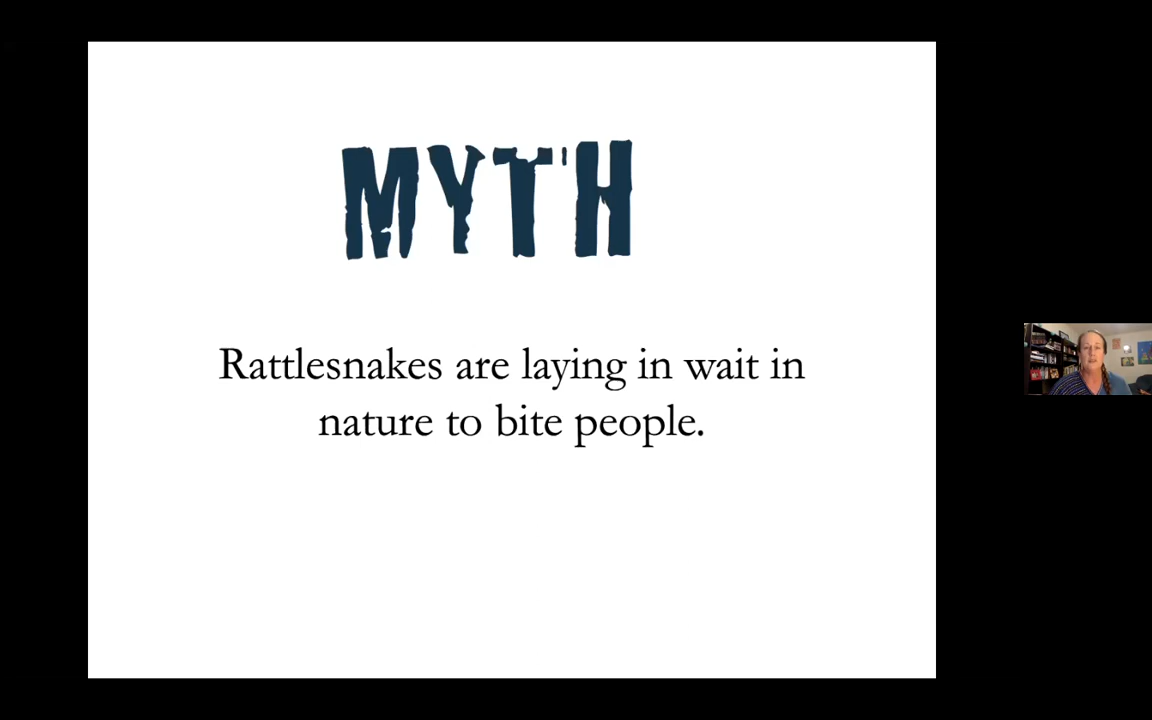 MYTH
Rattlesnakes are laying in wait in
nature to bite people.